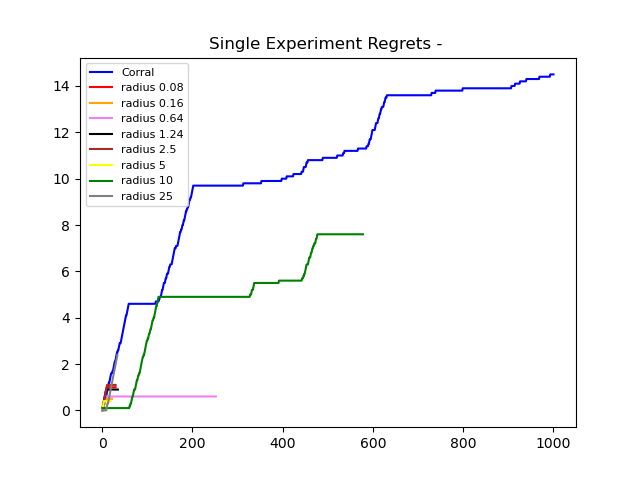 Single Experiment Regrets -
Corral
radius 0.08
radius 0.16
radius 0.64
radius 1.24
radius 2.5
radius 5
radius 10
radius 25
14
12
10
8
6
4
2
0
0 200 400 600 800 1000